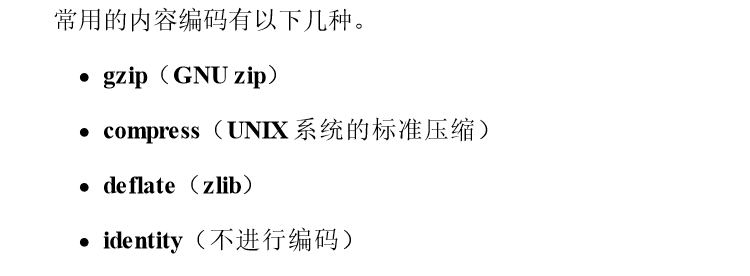 常用的内容编码有以下几种。
• gzip（GNU zip）
• compress（UNIX 系统的标准压缩）
• deflate（zlib）
• identity（不进行编码）